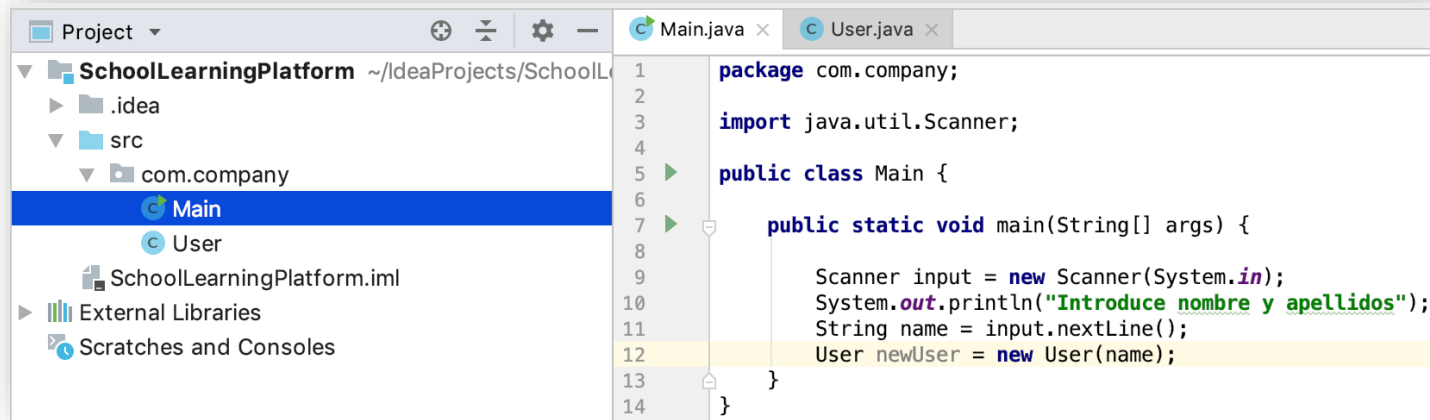 Project
SchoolLearningPlatform ~/IdeaProjects/SchoolL
.idea
src
com.company
Main
User
SchoolLearningPlatform.iml
External Libraries
Scratches and Consoles
Main.java User.java
1 package com.company;
2
3 import java.util.Scanner;
4
5 public class Main {
6
7 public static void main(String[] args) {
8
9 Scanner input = new Scanner(System.in);
10 System.out.println("Introduce nombre y apellidos");
11 String name = input.nextLine();
12 User newUser = new User(name);
13 }
14 }